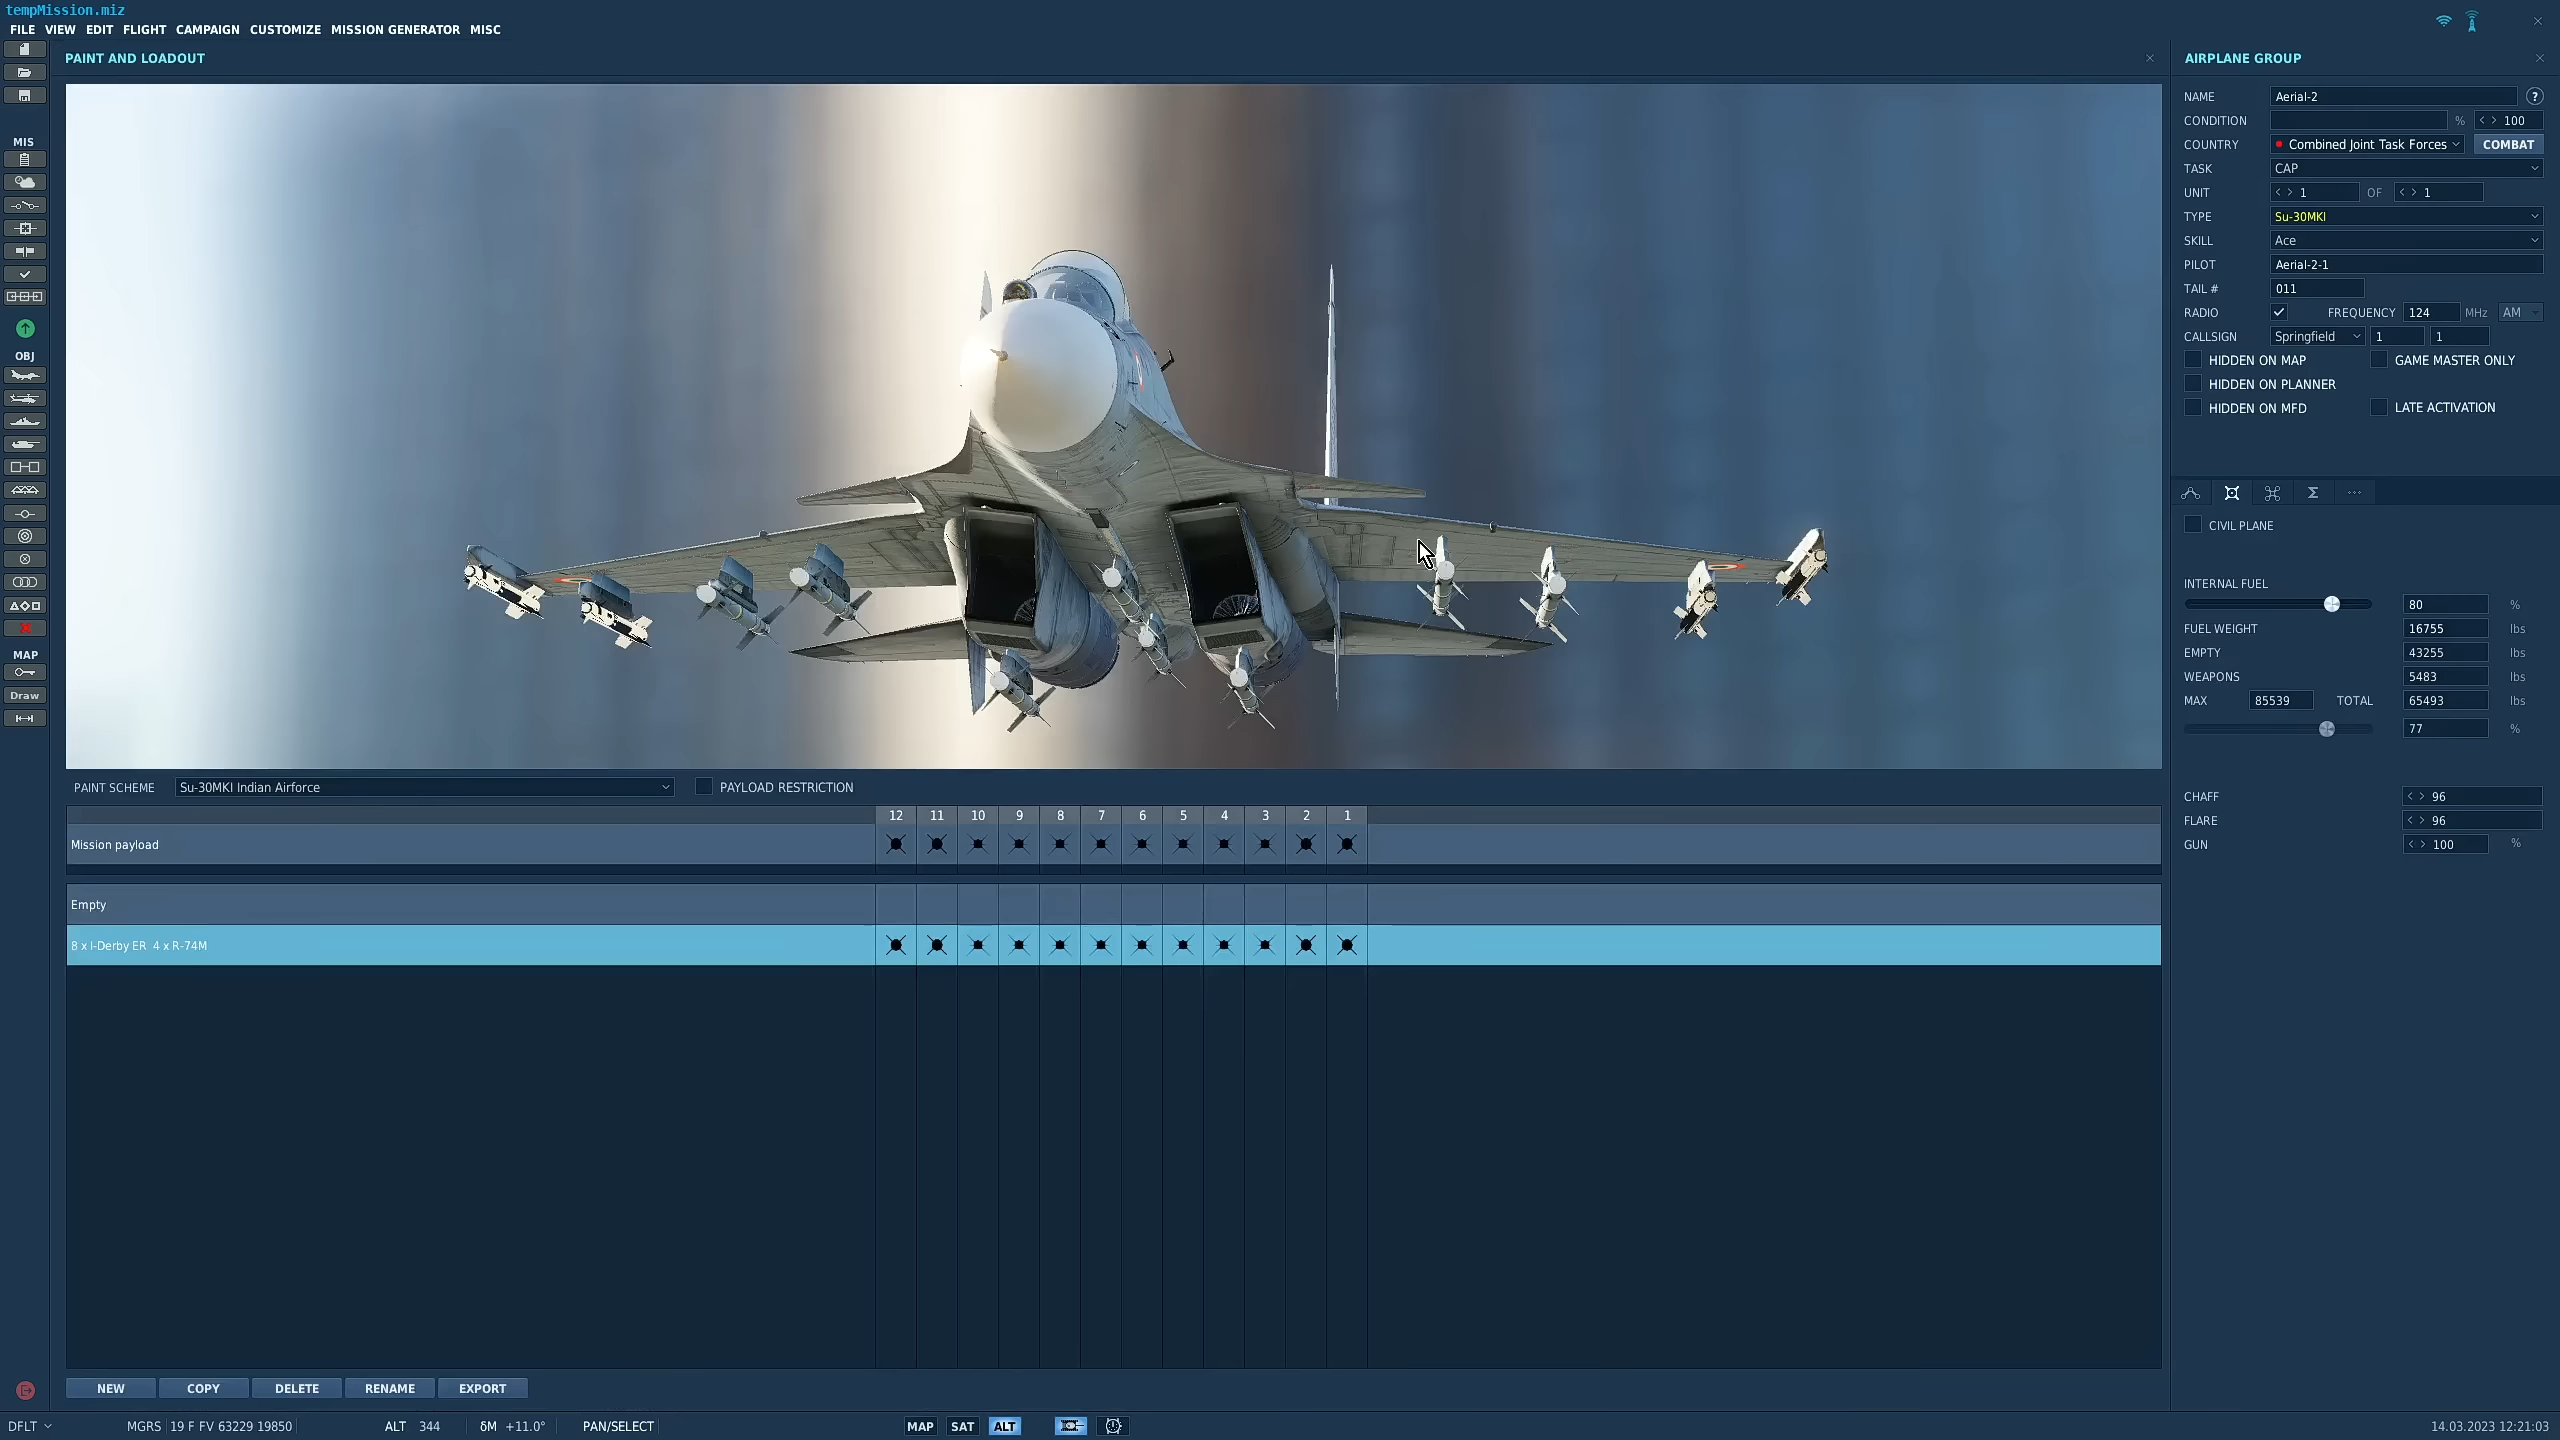 tempMission.miz
FILE VIEW EDIT FLIGHT CAMPAIGN CUSTOMIZE MISSION GENERATOR MISC
PAINT AND LOADOUT
AIRPLANE GROUP
NAME Aerial-2 ?
CONDITION % <> 100
COUNTRY Combined Joint Task Forces COMBAT
TASK CAP
UNIT <> 1 OF <> 1
TYPE Su-30MKI
SKILL Ace
PILOT Aerial-2-1
TAIL # 011
RADIO FREQUENCY 124 MHz AM
CALLSIGN Springfield 1 1
HIDDEN ON MAP GAME MASTER ONLY
HIDDEN ON PLANNER
HIDDEN ON MFD LATE ACTIVATION
CIVIL PLANE
INTERNAL FUEL
80 %
FUEL WEIGHT 16755 lbs
EMPTY 43255 lbs
WEAPONS 5483 lbs
MAX 85539 TOTAL 65493 lbs
77 %
CHAFF <> 96
FLARE <> 96
GUN <> 100 %
MIS
OBJ
MAP
Draw
PAINT SCHEME Su-30MKI Indian Airforce PAYLOAD RESTRICTION
12 11 10 9 8 7 6 5 4 3 2 1
Mission payload
Empty
8 x I-Derby ER 4 x R-74M
NEW COPY DELETE RENAME EXPORT
DFLT MGRS 19 F FV 63229 19850 ALT 344 δM +11.0° PAN/SELECT MAP SAT ALT 14.03.2023 12:21:03